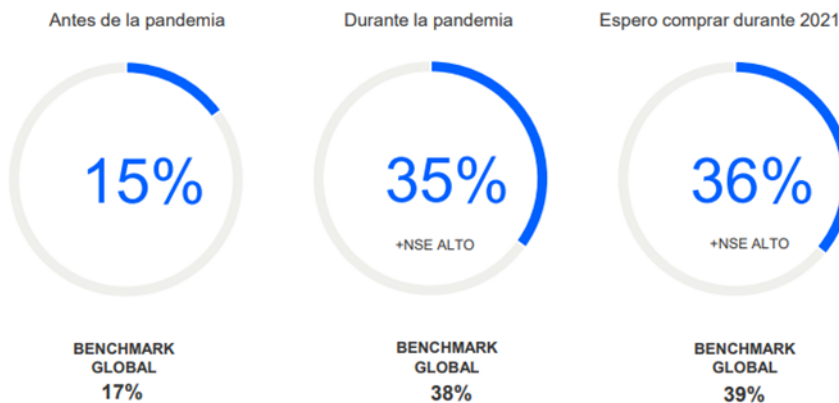 Antes de la pandemia
15%
BENCHMARK
GLOBAL
17%
Durante la pandemia
35%
+NSE ALTO
BENCHMARK
GLOBAL
38%
Espero comprar durante 2021
36%
+NSE ALTO
BENCHMARK
GLOBAL
39%